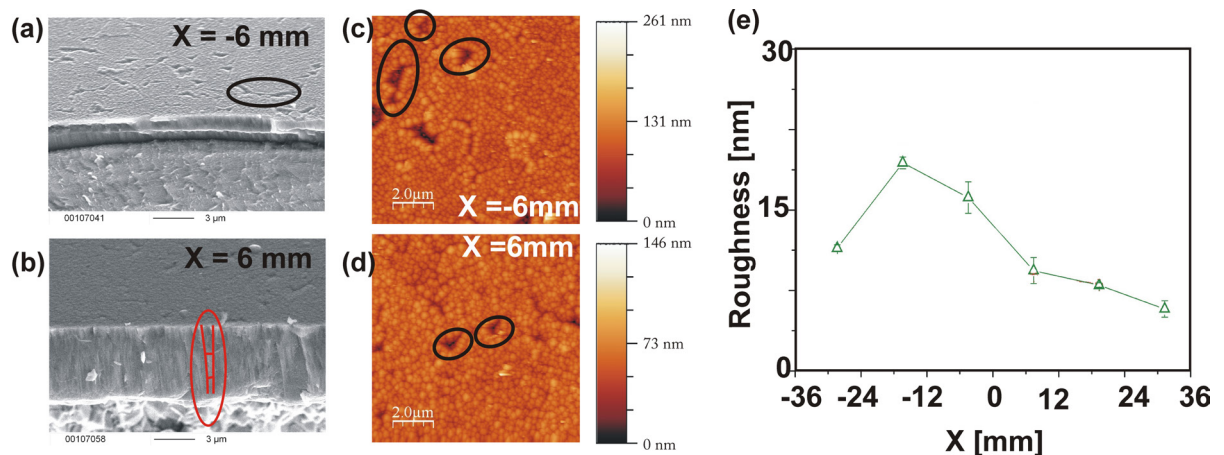 (a)
X = -6 mm
00107041
3 µm
(b)
X = 6 mm
00107058
3 µm
(c)
2.0µm
X =-6mm
261 nm
131 nm
0 nm
(d)
X =6mm
2.0µm
146 nm
73 nm
0 nm
(e)
30
15
0
Roughness [nm]
-36 -24 -12 0 12 24 36
X [mm]